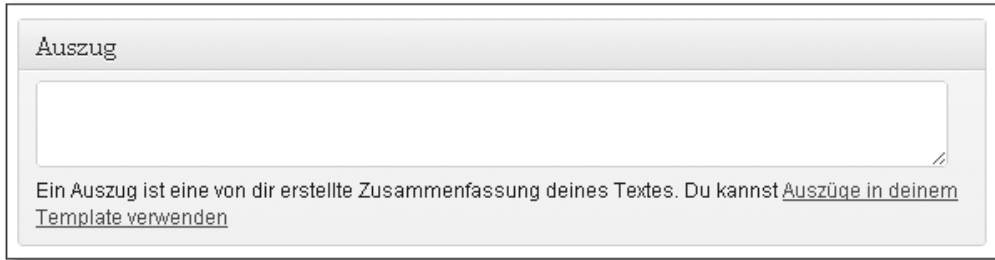 Auszug
Ein Auszug ist eine von dir erstellte Zusammenfassung deines Textes. Du kannst Auszüge in deinem
Template verwenden